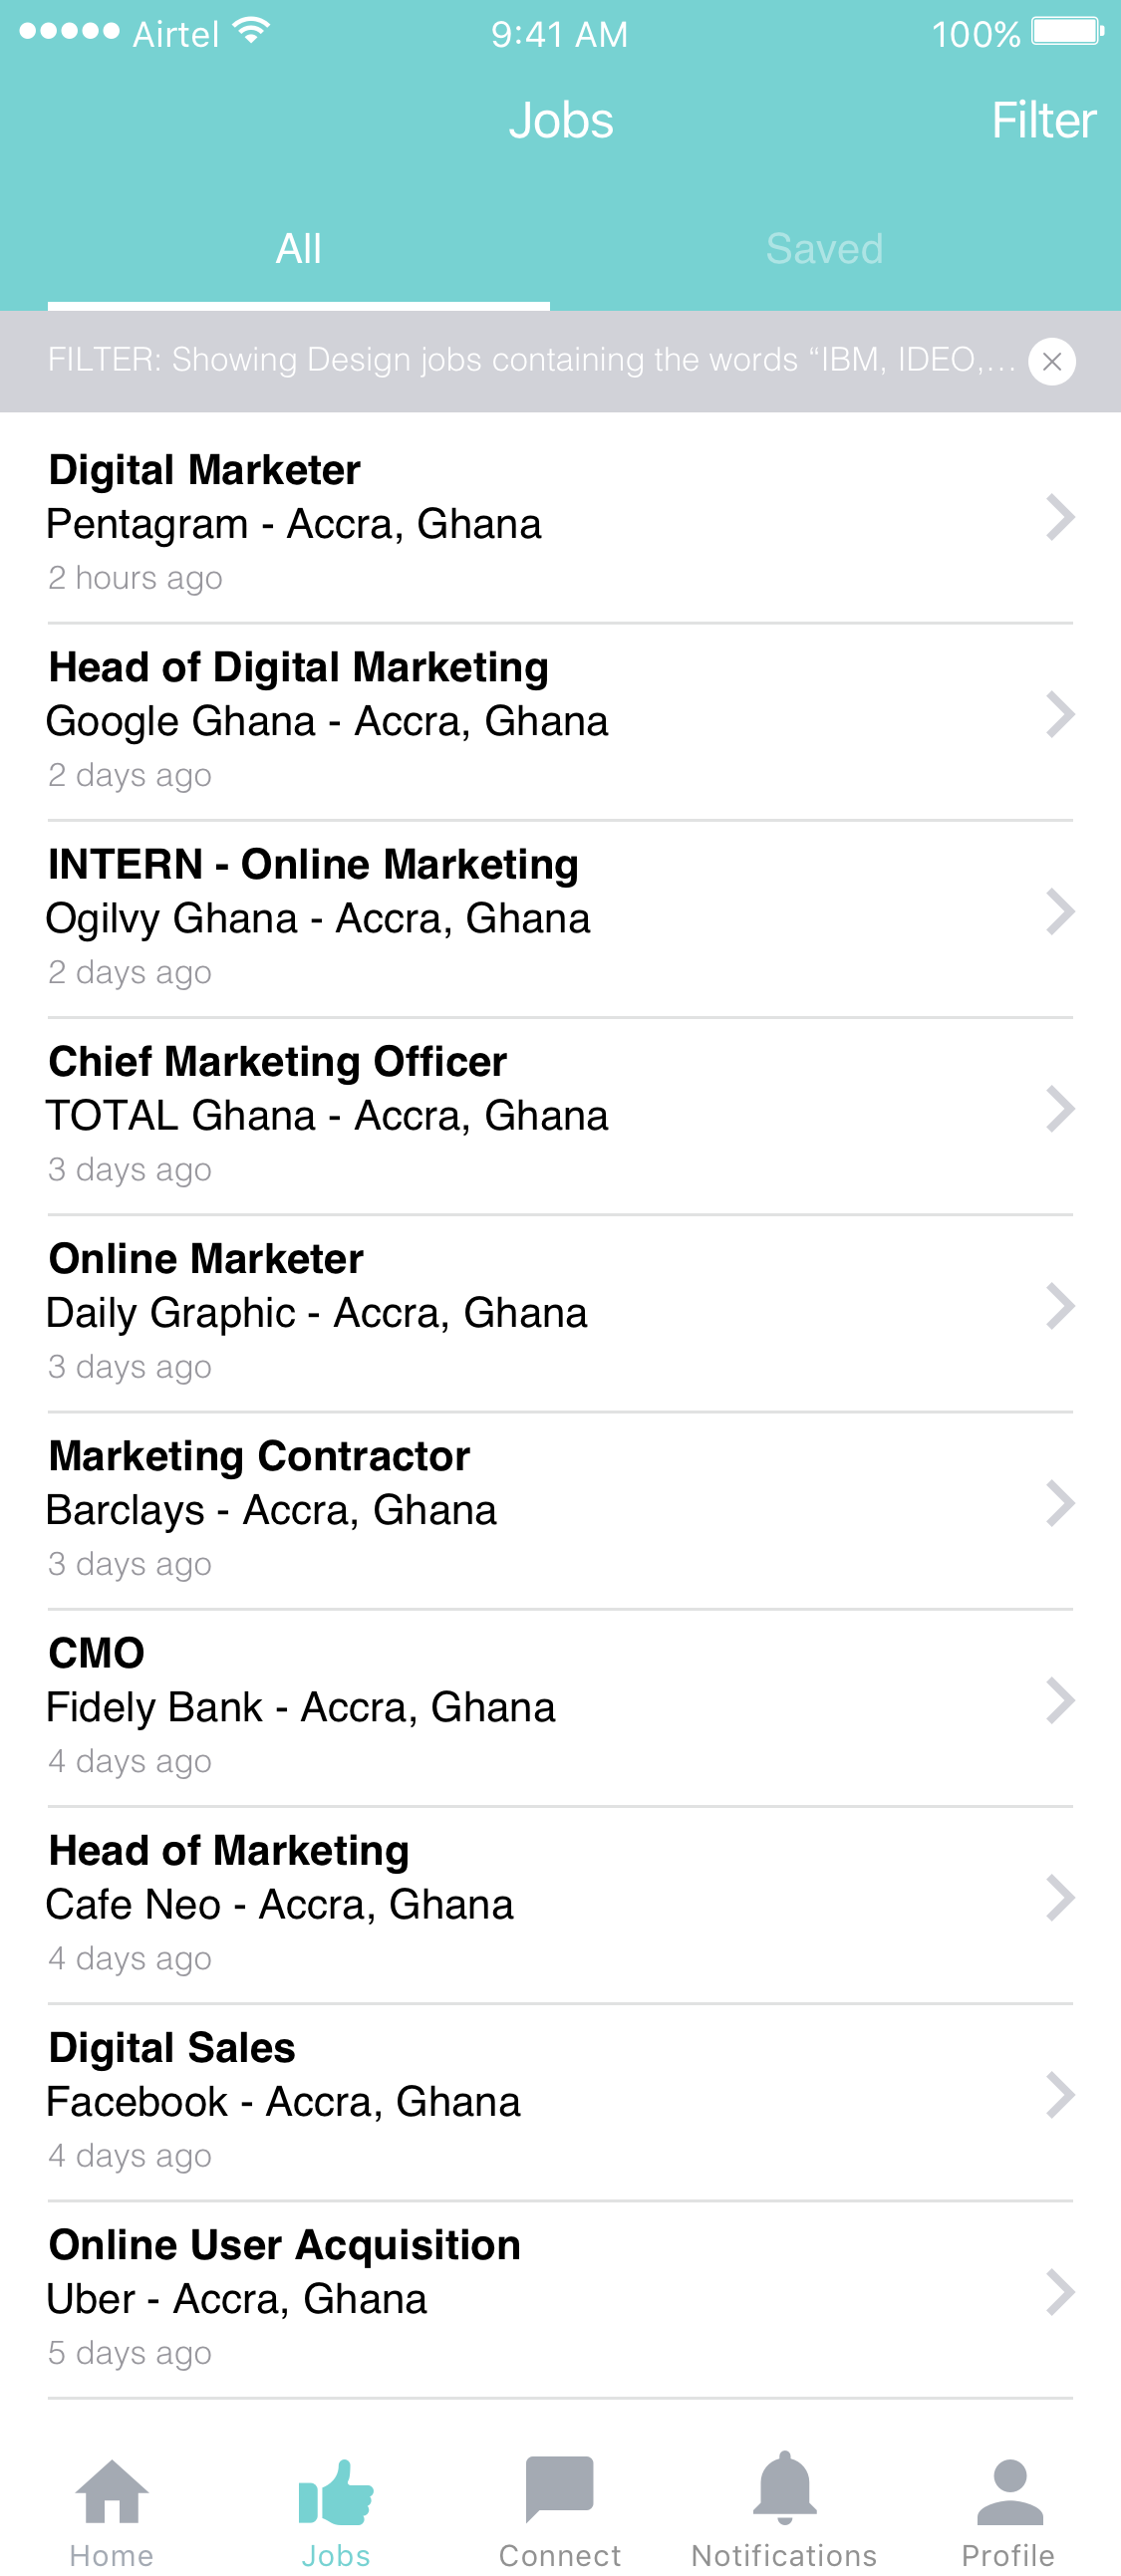 Airtel 9:41 AM 100%
Jobs Filter
All Saved
FILTER: Showing Design jobs containing the words “IBM, IDEO,...
Digital Marketer
Pentagram - Accra, Ghana
2 hours ago
Head of Digital Marketing
Google Ghana - Accra, Ghana
2 days ago
INTERN - Online Marketing
Ogilvy Ghana - Accra, Ghana
2 days ago
Chief Marketing Officer
TOTAL Ghana - Accra, Ghana
3 days ago
Online Marketer
Daily Graphic - Accra, Ghana
3 days ago
Marketing Contractor
Barclays - Accra, Ghana
3 days ago
CMO
Fidely Bank - Accra, Ghana
4 days ago
Head of Marketing
Cafe Neo - Accra, Ghana
4 days ago
Digital Sales
Facebook - Accra, Ghana
4 days ago
Online User Acquisition
Uber - Accra, Ghana
5 days ago
Home Jobs Connect Notifications Profile